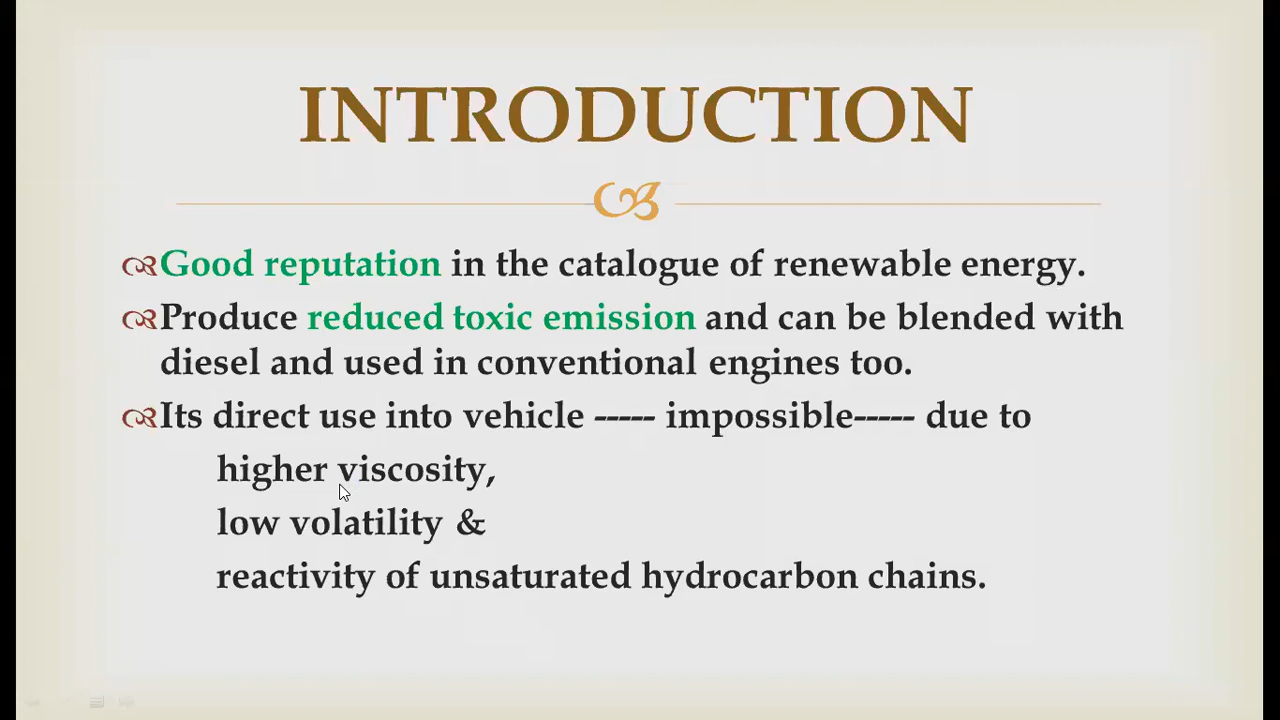 INTRODUCTION
Good reputation in the catalogue of renewable energy.
Produce reduced toxic emission and can be blended with
diesel and used in conventional engines too.
Its direct use into vehicle ----- impossible----- due to
higher viscosity,
low volatility &
reactivity of unsaturated hydrocarbon chains.